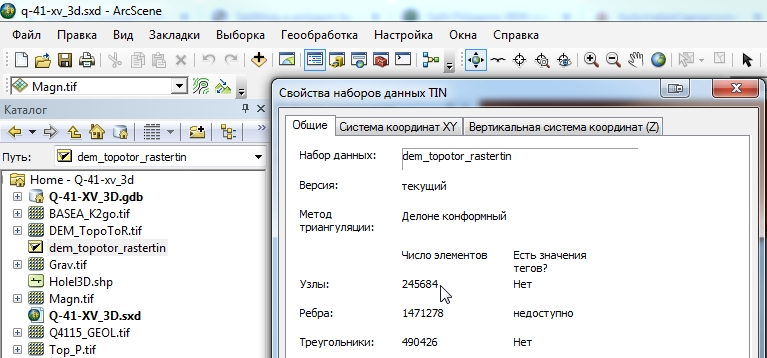 q-41-xv_3d.sxd - ArcScene
Файл Правка Вид Закладки Выборка Геообработка Настройка Окна Справка
Magn.tif
Каталог
Путь: dem_topotor_rastertin
Home - Q-41-xv_3d
Q-41-XV_3D.gdb
BASEA_K2go.tif
DEM_TopoToR.tif
dem_topotor_rastertin
Grav.tif
Holel3D.shp
Magn.tif
Q-41-XV_3D.sxd
Q4115_GEOL.tif
Top_P.tif
Свойства наборов данных TIN
Общие Система координат XY Вертикальная система координат (Z)
Набор данных: dem_topotor_rastertin
Версия: текущий
Метод триангуляции: Делоне конформный
Число элементов Есть значения тегов?
Узлы: 245684 Нет
Ребра: 1471278 недоступно
Треугольники: 490426 Нет